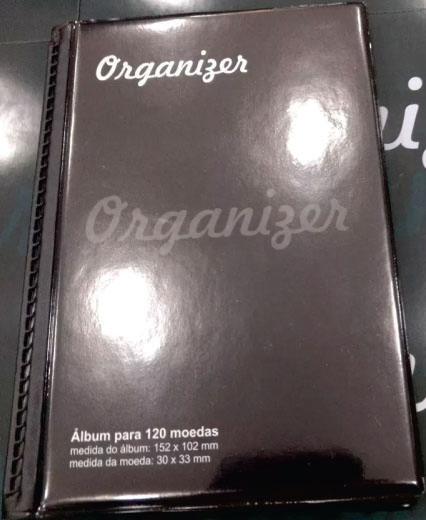 Organizer
Organizer
Álbum para 120 moedas
medida do álbum: 152 x 102 mm
medida da moeda: 30 x 33 mm